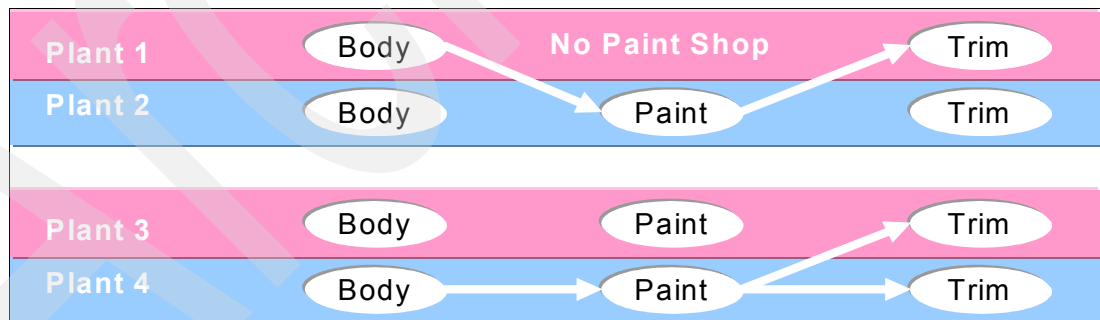 Plant 1 Body No Paint Shop Trim
Plant 2 Body Paint Trim
Plant 3 Body Paint Trim
Plant 4 Body Paint Trim